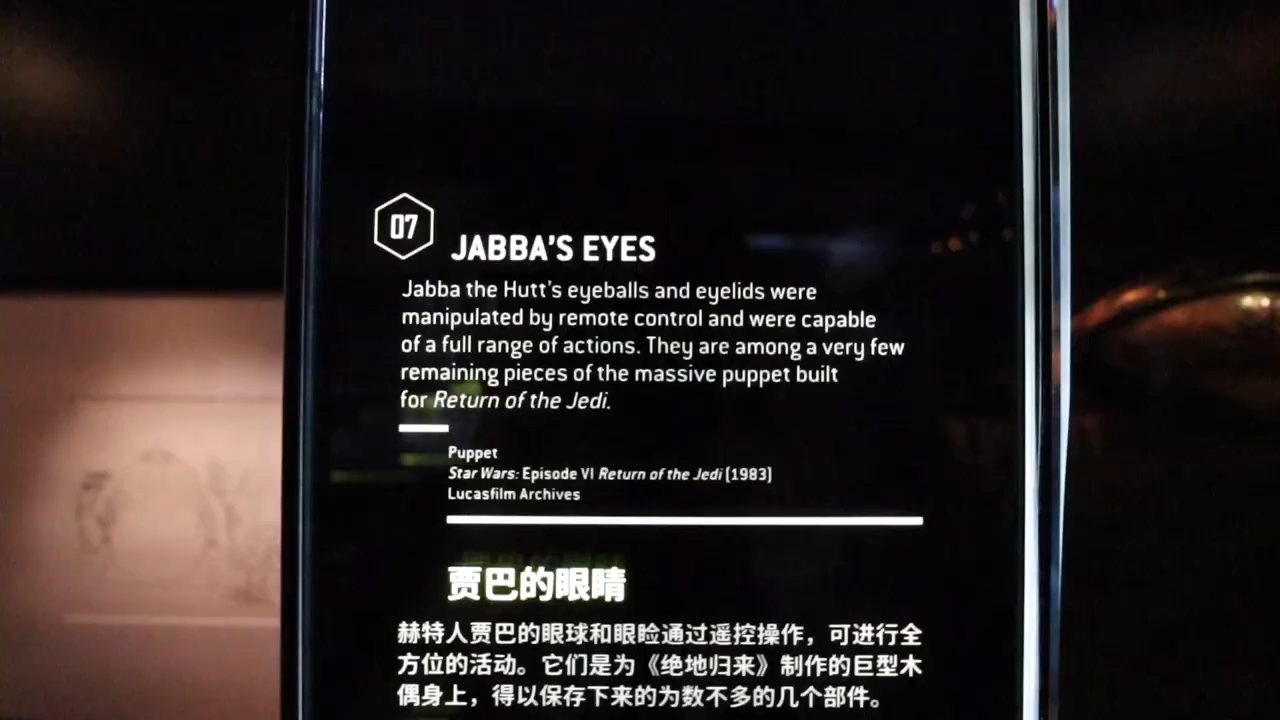 07
JABBA'S EYES
Jabba the Hutt's eyeballs and eyelids were
manipulated by remote control and were capable
of a full range of actions. They are among a very few
remaining pieces of the massive puppet built
for Return of the Jedi.
Puppet
Star Wars: Episode VI Return of the Jedi (1983)
Lucasfilm Archives
贾巴的眼睛
赫特人贾巴的眼球和眼睑通过遥控操作，可进行全
方位的活动。它们是为《绝地归来》制作的巨型木
偶身上，得以保存下来的为数不多的几个部件。